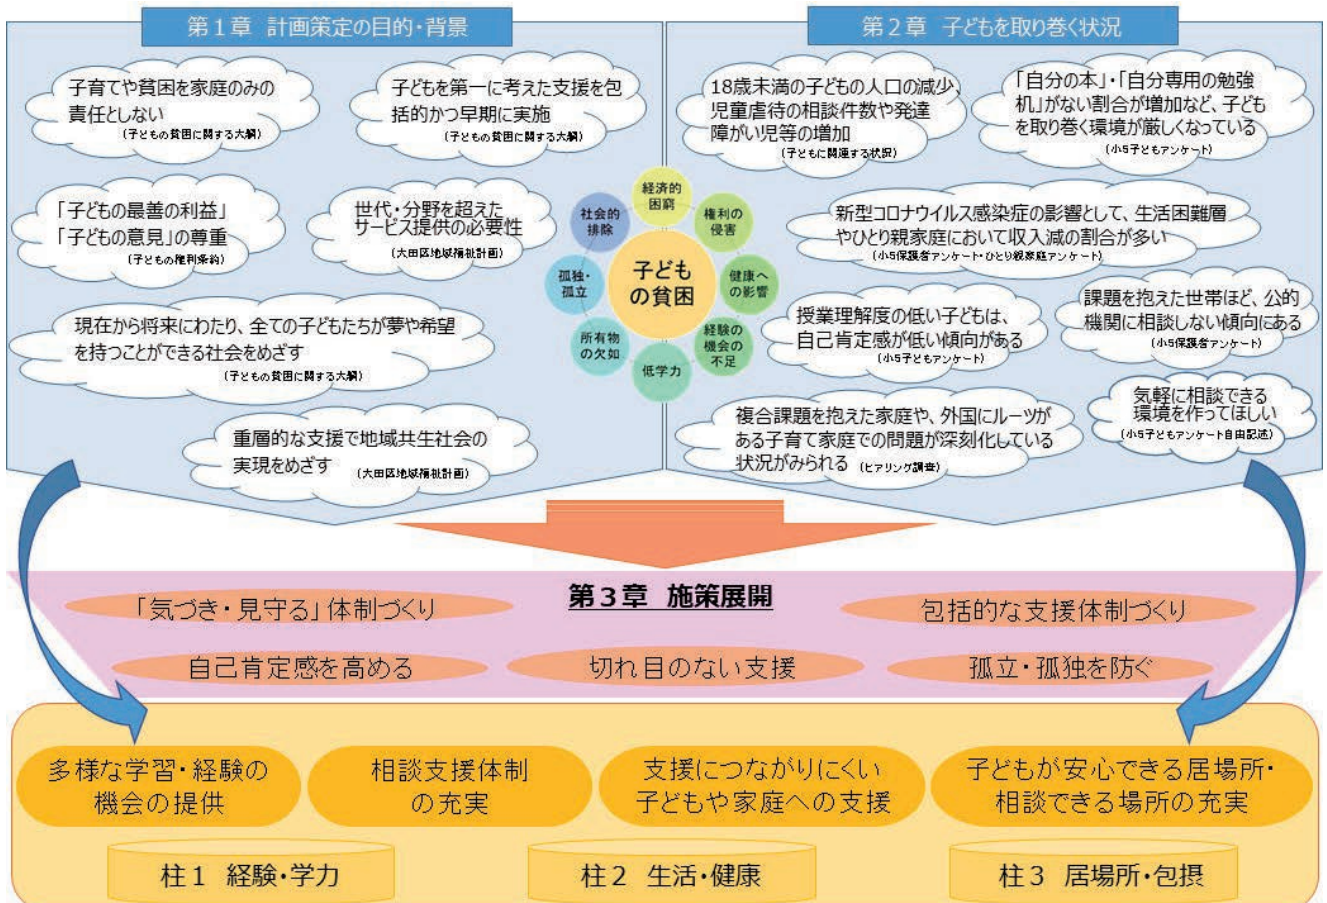 第1章 計画策定の目的・背景
子育てや貧困を家庭のみの
責任としない
(子どもの貧困に関する大綱)
子どもを第一に考えた支援を包
括的かつ早期に実施
(子どもの貧困に関する大綱)
「子どもの最善の利益」
「子どもの意見」の尊重
(子どもの権利条約)
世代・分野を超えた
サービス提供の必要性
(大田区地域福祉計画)
現在から将来にわたり、全ての子どもたちが夢や希望
を持つことができる社会をめざす
(子どもの貧困に関する大綱)
重層的な支援で地域共生社会の
実現をめざす
(大田区地域福祉計画)
子ども
の貧困
経済的
困窮
権利の
侵害
健康へ
の影響
経験の
機会の
不足
低学力
所有物
の欠如
孤独・
孤立
社会的
排除
第2章 子どもを取り巻く状況
18歳未満の子どもの人口の減少、
児童虐待の相談件数や発達
障がい児等の増加
(子どもに関連する状況)
「自分の本」・「自分専用の勉強
机」がない割合が増加など、子ども
を取り巻く環境が厳しくなっている
(小5子どもアンケート)
新型コロナウイルス感染症の影響として、生活困難層
やひとり親家庭において収入減の割合が多い
(小5保護者アンケート・ひとり親家庭アンケート)
授業理解度の低い子どもは、
自己肯定感が低い傾向がある
(小5子どもアンケート)
課題を抱えた世帯ほど、公的
機関に相談しない傾向にある
(小5保護者アンケート)
複合課題を抱えた家庭や、外国にルーツが
ある子育て家庭での問題が深刻化している
状況がみられる (ヒアリング調査)
気軽に相談できる
環境を作ってほしい
(小5子どもアンケート自由記述)
第3章 施策展開
「気づき・見守る」体制づくり
包括的な支援体制づくり
自己肯定感を高める
切れ目のない支援
孤立・孤独を防ぐ
多様な学習・経験の
機会の提供
相談支援体制
の充実
支援につながりにくい
子どもや家庭への支援
子どもが安心できる居場所・
相談できる場所の充実
柱1 経験・学力
柱2 生活・健康
柱3 居場所・包摂